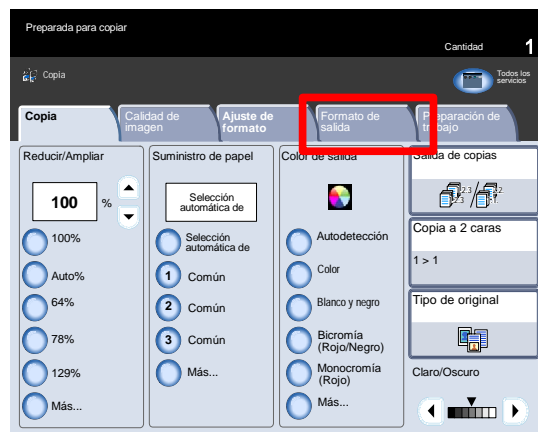 Preparada para copiar
Cantidad 1
Copia
Todos los
servicios
Copia
Calidad de
imagen
Ajuste de
formato
Formato de
salida
Preparación de
trabajo
Reducir/Ampliar
100 %
100%
Auto%
64%
78%
129%
Más...
Suministro de papel
Selección
automática de
Selección
automática de
1 Común
2 Común
3 Común
Más...
Color de salida
Autodetección
Color
Blanco y negro
Bicromía
(Rojo/Negro)
Monocromía
(Rojo)
Más...
Salida de copias
Copia a 2 caras
1 > 1
Tipo de original
Claro/Oscuro